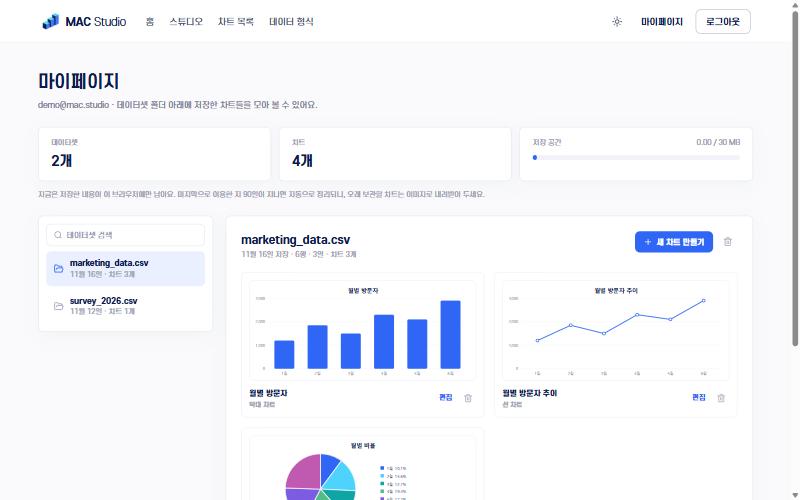 MAC Studio
홈
스튜디오
차트 목록
데이터 형식
마이페이지
로그아웃
마이페이지
demo@mac.studio · 데이터셋 폴더 아래에 저장한 차트들을 모아 볼 수 있어요.
데이터셋
2개
차트
4개
저장 공간
0.00 / 30 MB
지금은 저장한 내용이 이 브라우저에만 남아요. 마지막으로 이용한 지 90일이 지나면 자동으로 정리되니, 오래 보관할 차트는 이미지로 내려받아 두세요.
데이터셋 검색
marketing_data.csv
11월 16일 · 차트 3개
survey_2026.csv
11월 12일 · 차트 1개
marketing_data.csv
11월 16일 저장 · 6행 · 3열 · 차트 3개
새 차트 만들기
월별 방문자
월별 방문자
막대 차트
편집
월별 방문자 추이
월별 방문자 추이
선 차트
편집
월별 비율